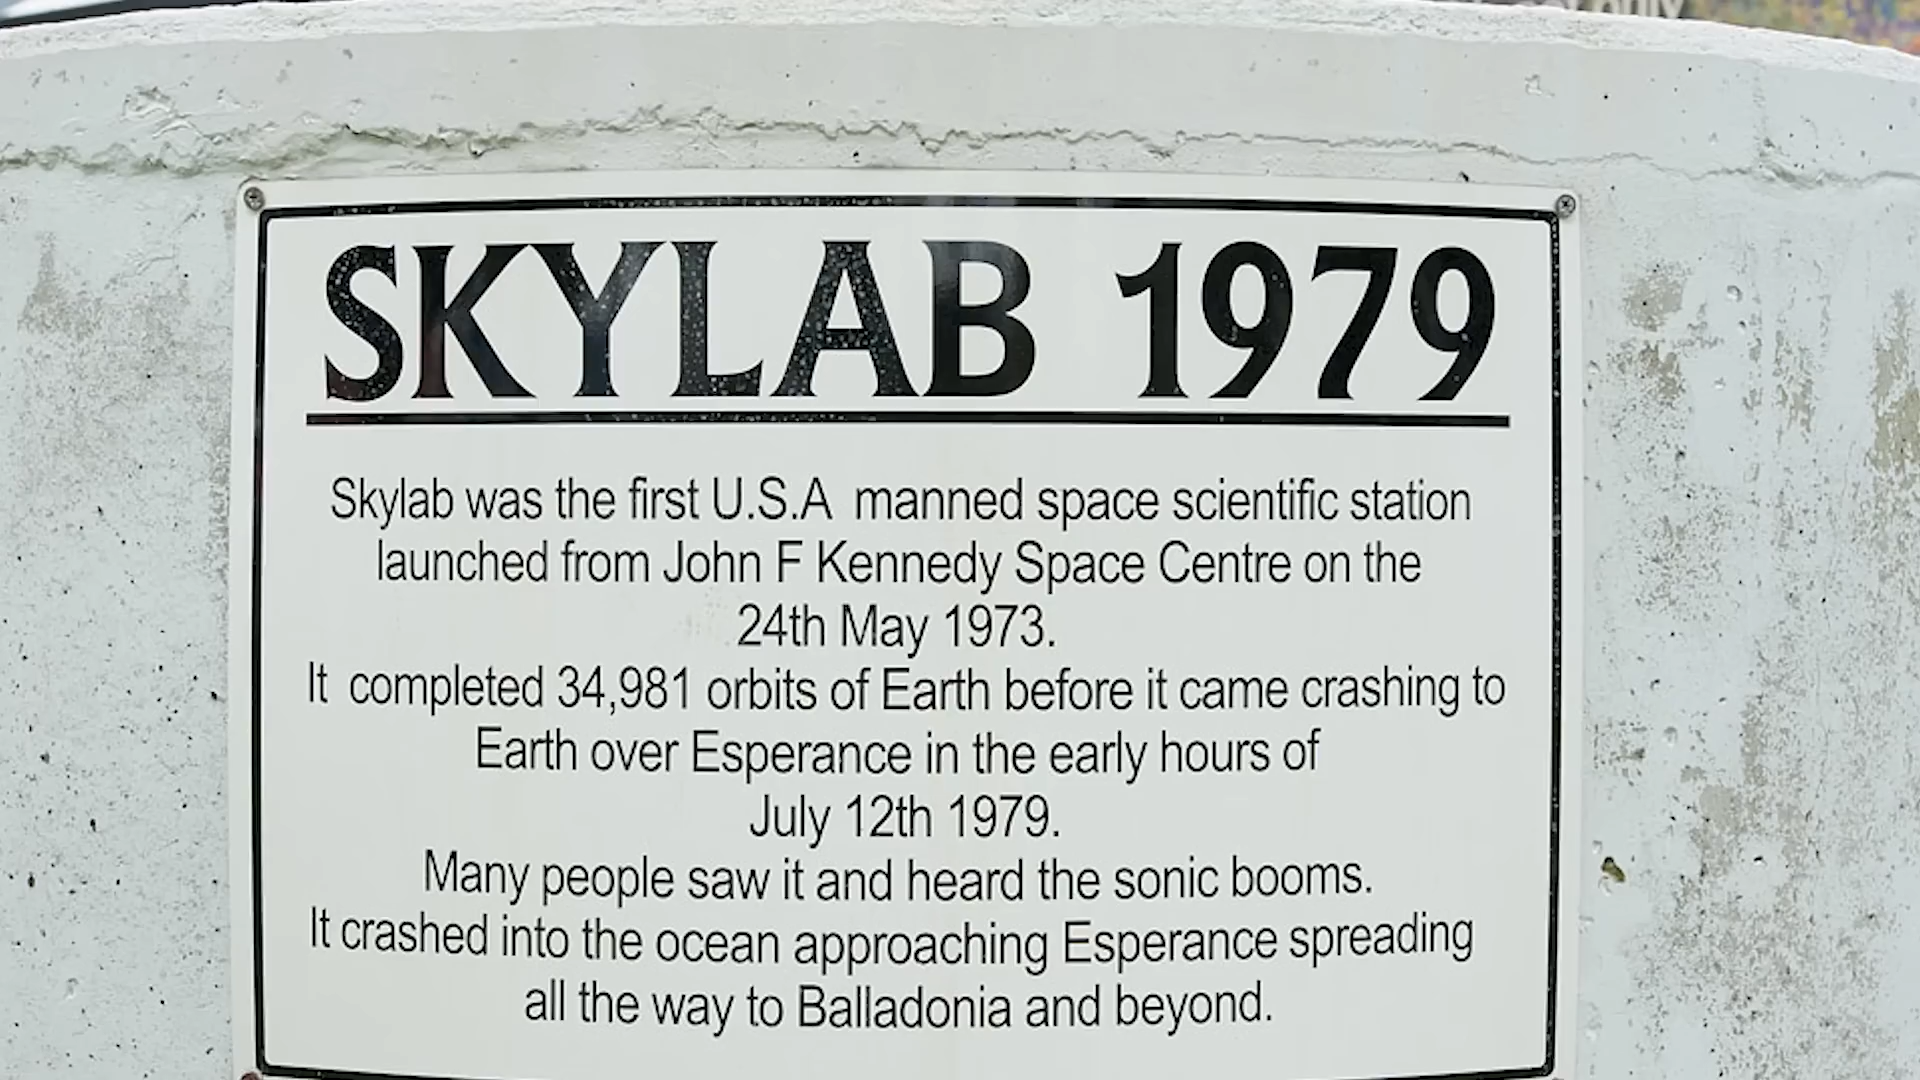 only
SKYLAB 1979
Skylab was the first U.S.A manned space scientific station
launched from John F Kennedy Space Centre on the
24th May 1973.
It completed 34,981 orbits of Earth before it came crashing to
Earth over Esperance in the early hours of
July 12th 1979.
Many people saw it and heard the sonic booms.
It crashed into the ocean approaching Esperance spreading
all the way to Balladonia and beyond.